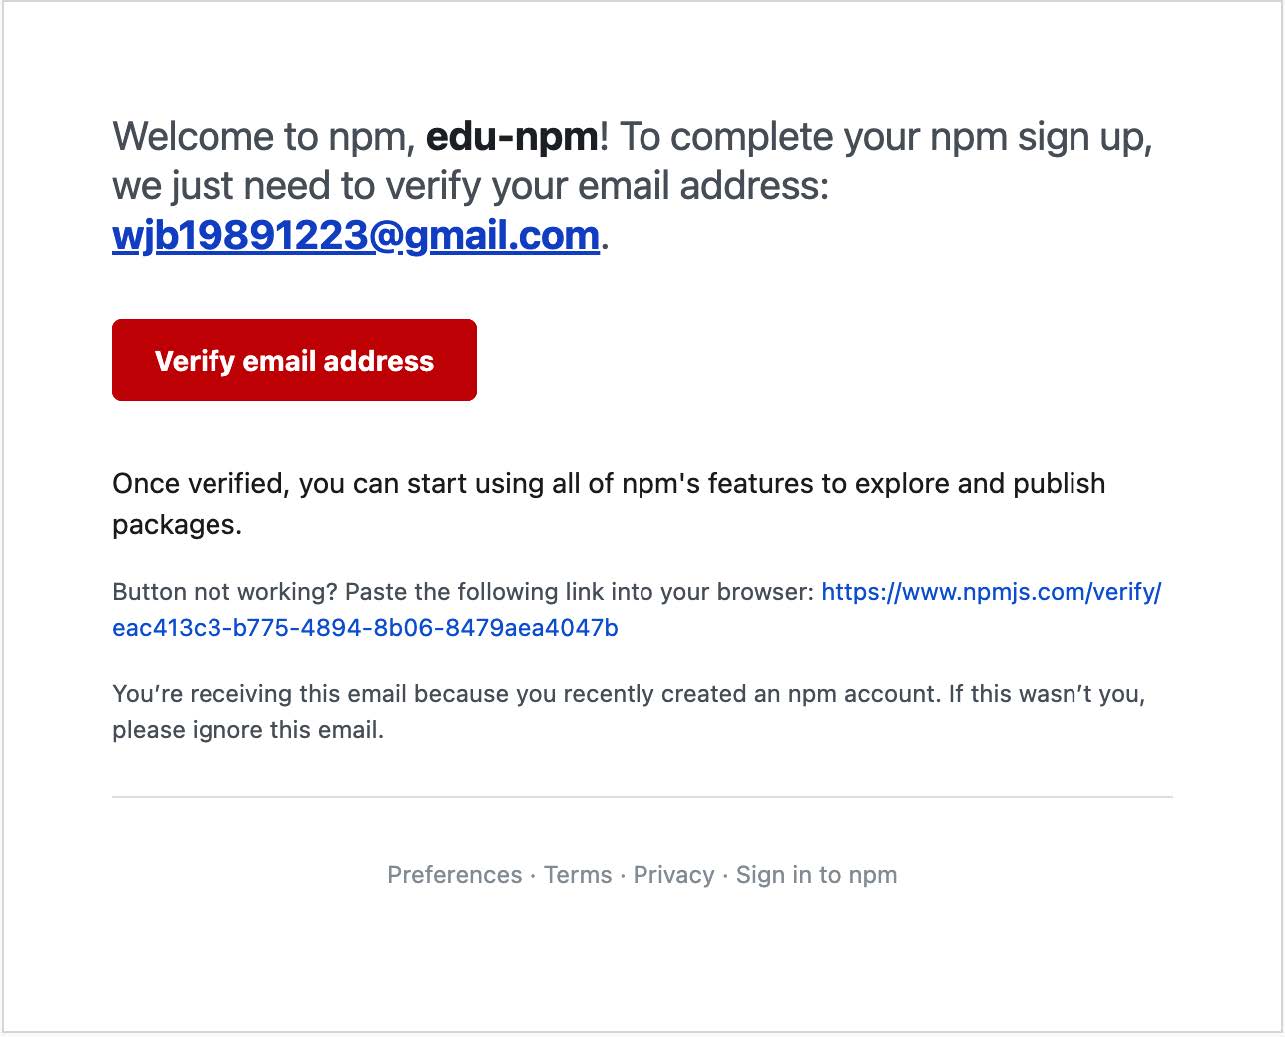 Welcome to npm, edu-npm! To complete your npm sign up,
we just need to verify your email address:
wjb19891223@gmail.com.
Verify email address
Once verified, you can start using all of npm's features to explore and publish
packages.
Button not working? Paste the following link into your browser: https://www.npmjs.com/verify/
eac413c3-b775-4894-8b06-8479aea4047b
You’re receiving this email because you recently created an npm account. If this wasn’t you,
please ignore this email.
Preferences · Terms · Privacy · Sign in to npm